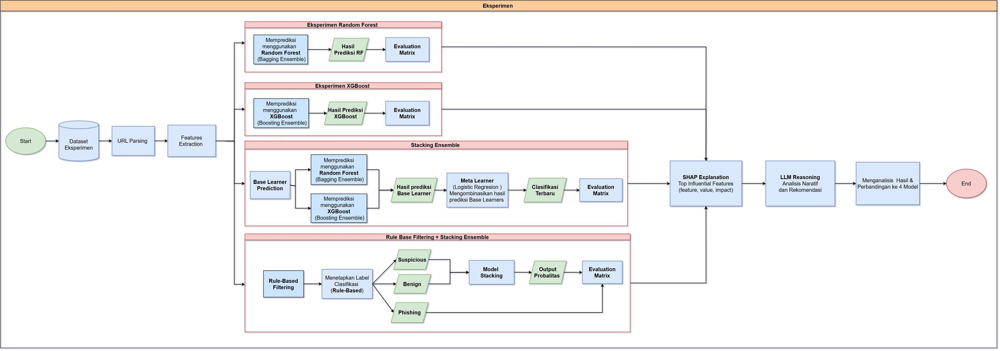 Eksperimen
Eksperimen Random Forest
Memprediksi
menggunakan
Random Forest
(Bagging Ensemble)
Hasil
Prediksi RF
Evaluation
Matrix
Eksperimen XGBoost
Memprediksi
menggunakan
XGBoost
(Boosting Ensemble)
Hasil Prediksi
XGBoost
Evaluation
Matrix
Start
Dataset
Eksperimen
URL Parsing
Features
Extraction
Stacking Ensemble
Base Learner
Prediction
Memprediksi
menggunakan
Random Forest
(Bagging Ensemble)
Memprediksi
menggunakan
XGBoost
(Boosting Ensemble)
Hasil prediksi
Base Learner
Meta Learner
(Logistic Regresion )
Mengombinasikan hasil
prediksi Base Learners
Clasifikasi
Terbaru
Evaluation
Matrix
Rule Base Filtering + Stacking Ensemble
Rule-Based
Filtering
Menetapkan Label
Clasifikasi
(Rule-Based)
Suspicious
Benign
Phishing
Model
Stacking
Output
Probalitas
Evaluation
Matrix
SHAP Explanation
Top Influential Features
(feature, value, impact)
LLM Reasoning
Analisis Naratif
dan Rekomendasi
Menganalisis Hasil &
Perbandingan ke 4 Model
End